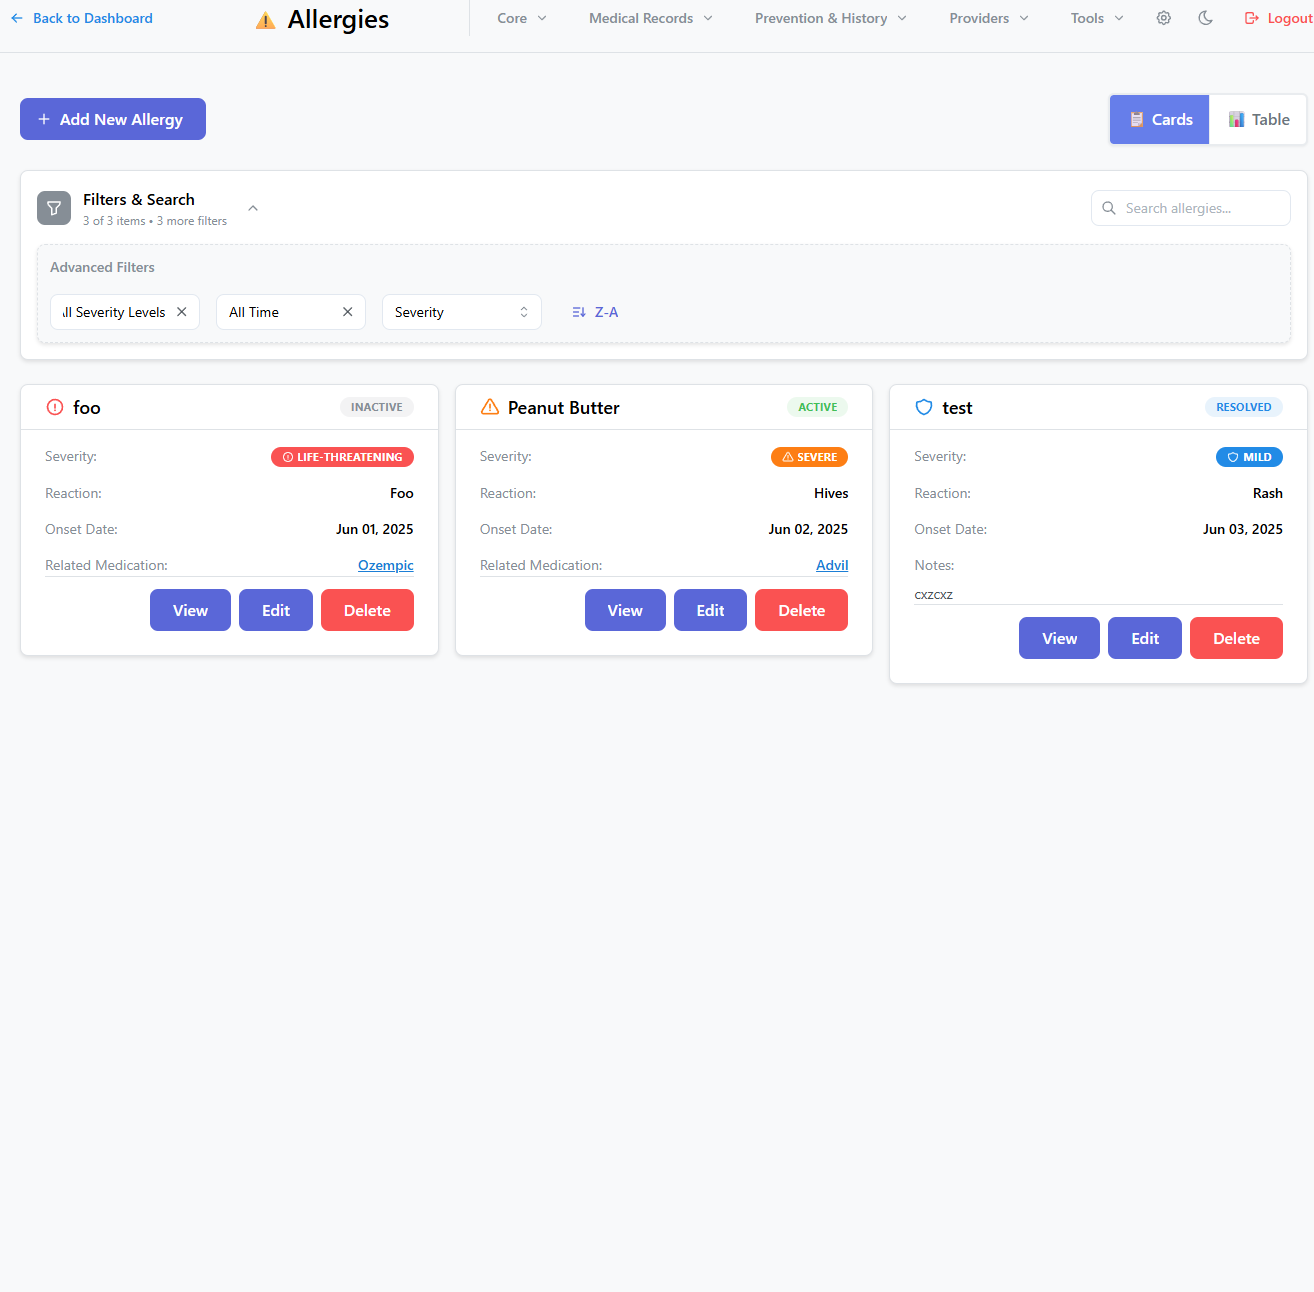 Back to Dashboard
Allergies
Core
Medical Records
Prevention & History
Providers
Tools
Logout
Add New Allergy
Cards
Table
Filters & Search
3 of 3 items • 3 more filters
Search allergies...
Advanced Filters
ll Severity Levels
All Time
Severity
Z-A
foo
INACTIVE
Severity:
LIFE-THREATENING
Reaction:
Foo
Onset Date:
Jun 01, 2025
Related Medication:
Ozempic
View
Edit
Delete
Peanut Butter
ACTIVE
Severity:
SEVERE
Reaction:
Hives
Onset Date:
Jun 02, 2025
Related Medication:
Advil
View
Edit
Delete
test
RESOLVED
Severity:
MILD
Reaction:
Rash
Onset Date:
Jun 03, 2025
Notes:
cxzcxz
View
Edit
Delete